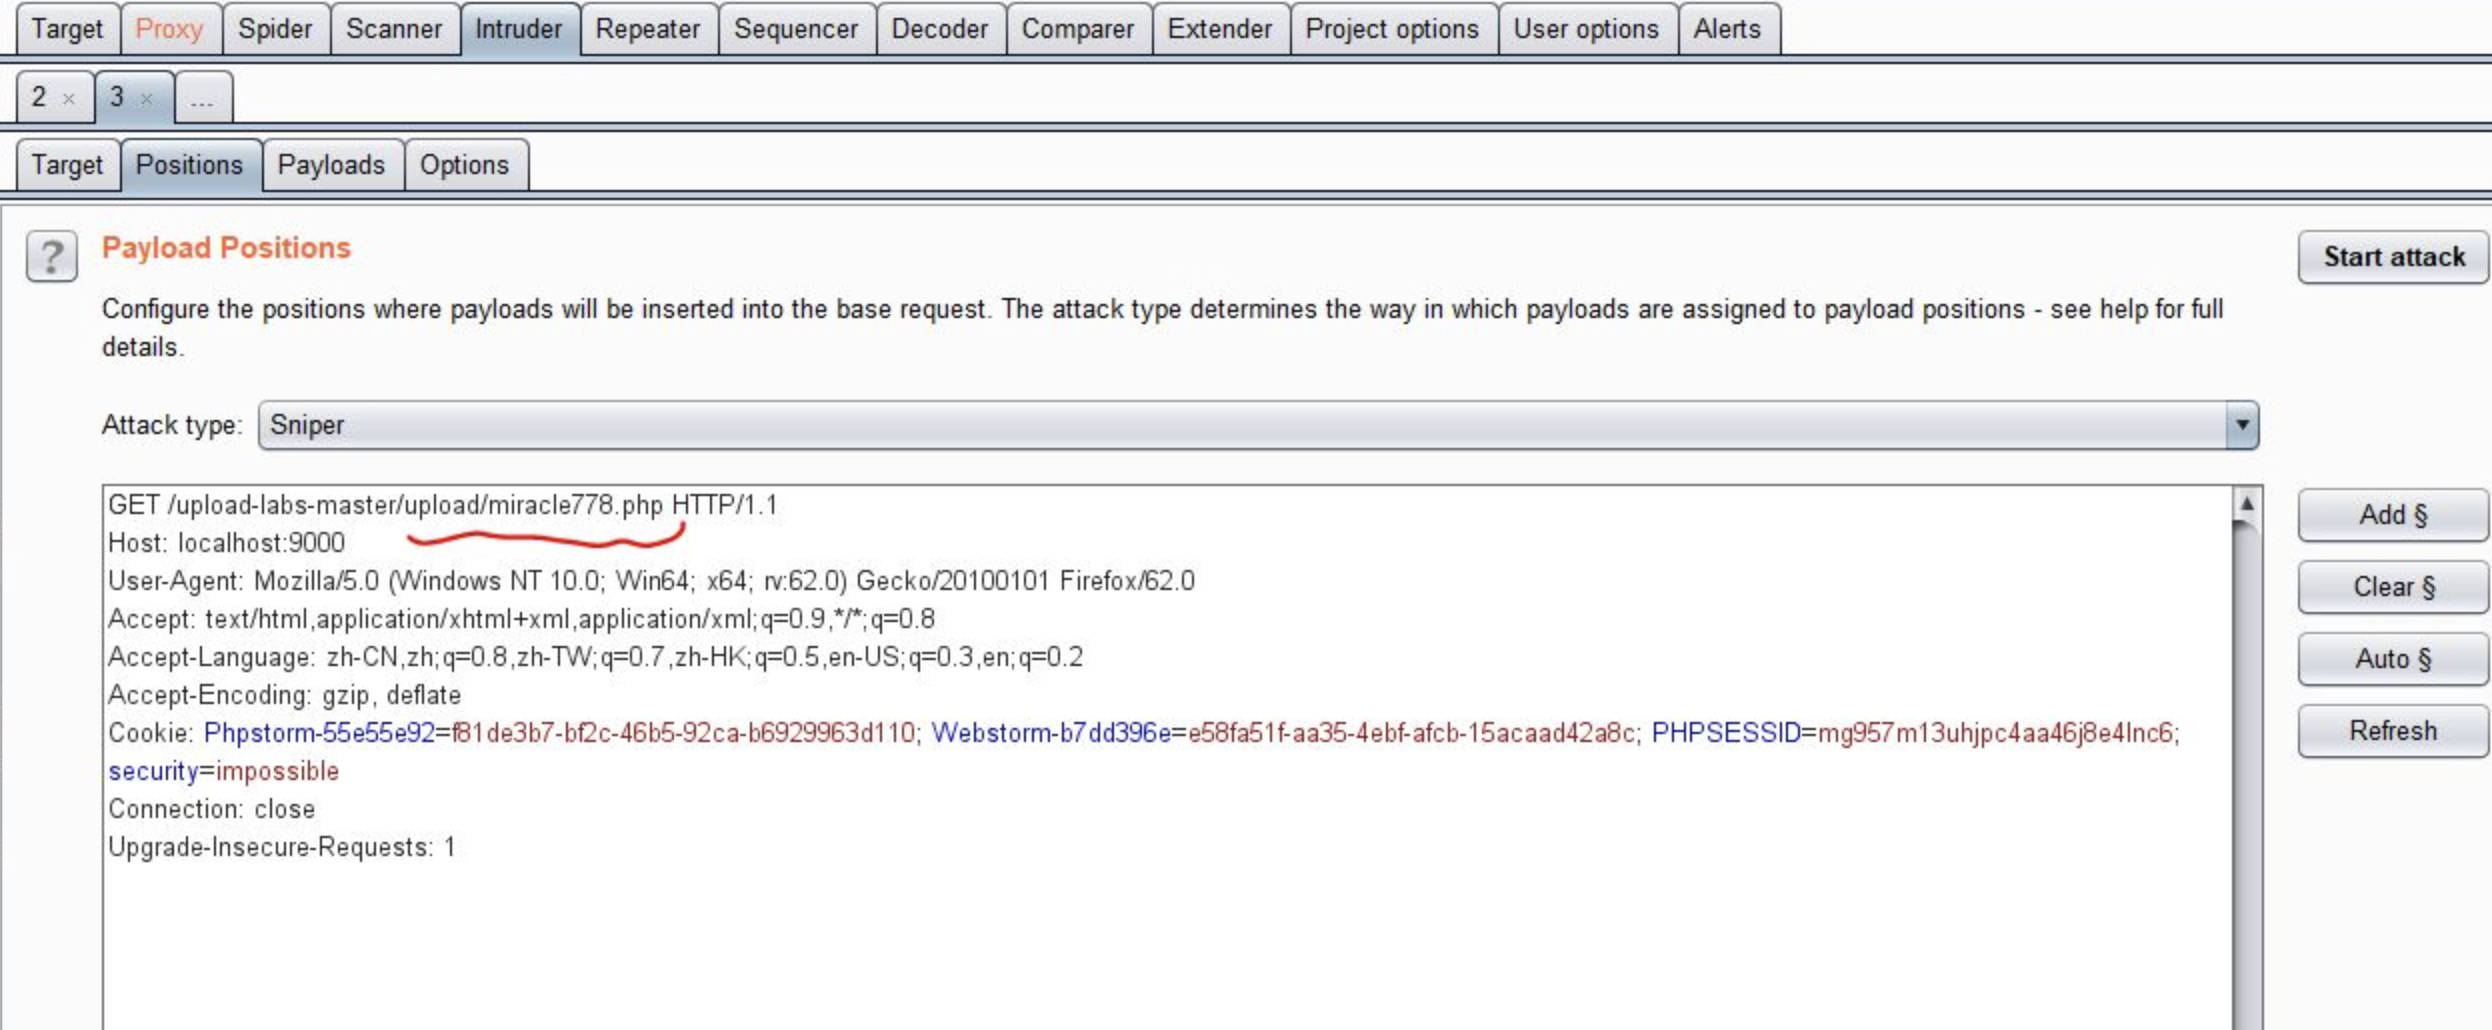 Target Proxy Spider Scanner Intruder Repeater Sequencer Decoder Comparer Extender Project options User options Alerts
2 × 3 × ...
Target Positions Payloads Options
? Payload Positions
Start attack
Configure the positions where payloads will be inserted into the base request. The attack type determines the way in which payloads are assigned to payload positions - see help for full
details.
Attack type: Sniper
GET /upload-labs-master/upload/miracle778.php HTTP/1.1
Host: localhost:9000
User-Agent: Mozilla/5.0 (Windows NT 10.0; Win64; x64; rv:62.0) Gecko/20100101 Firefox/62.0
Accept: text/html,application/xhtml+xml,application/xml;q=0.9,*/*;q=0.8
Accept-Language: zh-CN,zh;q=0.8,zh-TW;q=0.7,zh-HK;q=0.5,en-US;q=0.3,en;q=0.2
Accept-Encoding: gzip, deflate
Cookie: Phpstorm-55e55e92=f81de3b7-bf2c-46b5-92ca-b6929963d110; Webstorm-b7dd396e=e58fa51f-aa35-4ebf-afcb-15acaad42a8c; PHPSESSID=mg957m13uhjpc4aa46j8e4lnc6;
security=impossible
Connection: close
Upgrade-Insecure-Requests: 1
Add §
Clear §
Auto §
Refresh